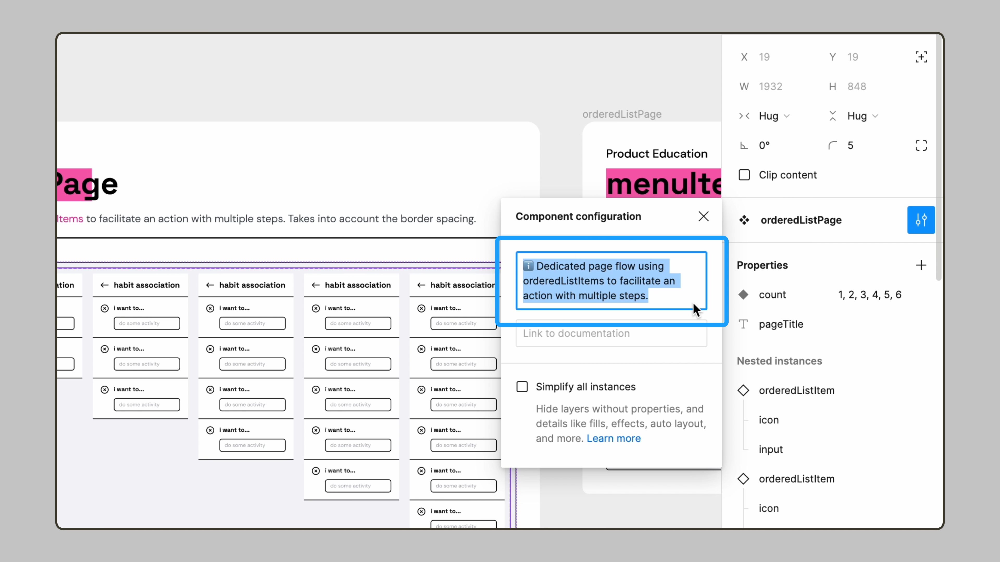 orderedListPage
Page
Items to facilitate an action with multiple steps. Takes into account the border spacing.
habit association
i want to...
do some activity
i want to...
do some activity
i want to...
do some activity
habit association
i want to...
do some activity
i want to...
do some activity
i want to...
do some activity
i want to...
do some activity
habit association
i want to...
do some activity
i want to...
do some activity
i want to...
do some activity
i want to...
do some activity
i want to...
do some activity
habit association
i want to...
do some activity
i want to...
do some activity
i want to...
do some activity
i want to...
do some activity
i want to...
do some activity
i want to...
do some activity
Product Education
Component configuration
ℹ️ Dedicated page flow using
orderedListItems to facilitate an
action with multiple steps.
Link to documentation
Simplify all instances
Hide layers without properties, and
details like fills, effects, auto layout,
and more. Learn more
X 19 Y 19
W 1932 H 848
Hug Hug
0° 5
Clip content
orderedListPage
Properties
count 1, 2, 3, 4, 5, 6
pageTitle
Nested instances
orderedListItem
icon
input
orderedListItem
icon